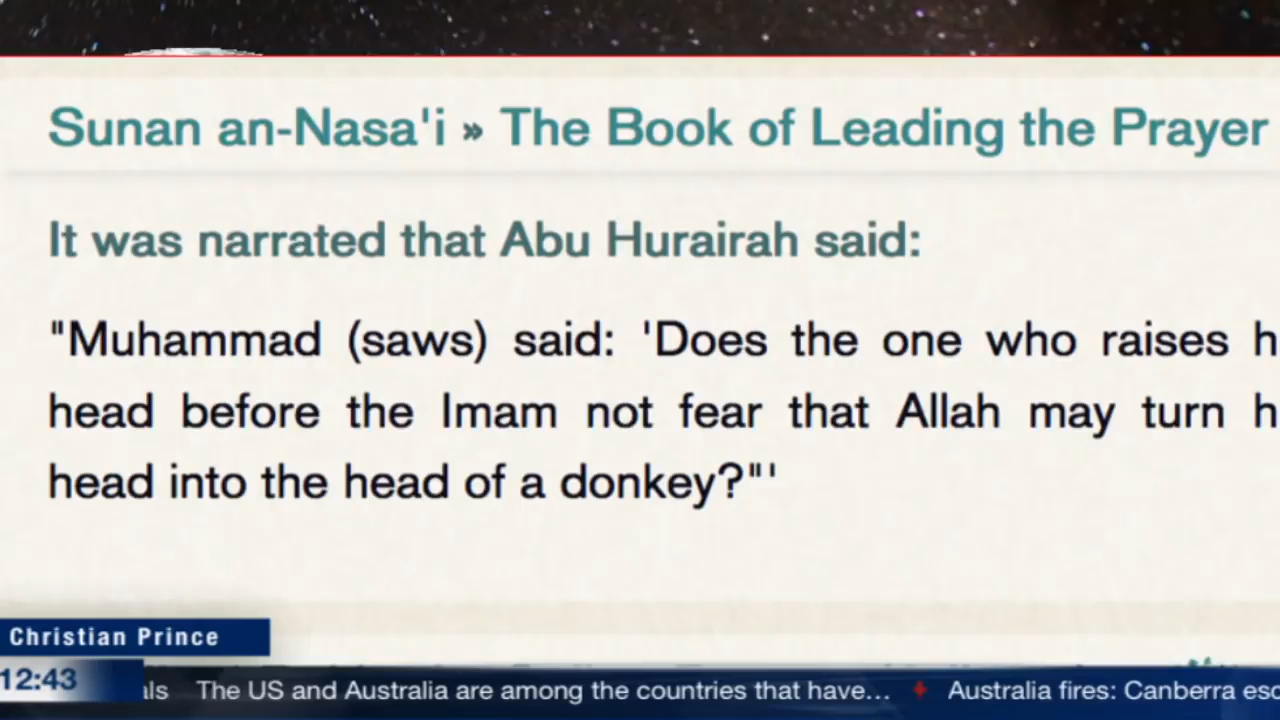 Sunan an-Nasa'i » The Book of Leading the Prayer
It was narrated that Abu Hurairah said:
"Muhammad (saws) said: 'Does the one who raises h
head before the Imam not fear that Allah may turn h
head into the head of a donkey?"'
Christian Prince
12:43
als The US and Australia are among the countries that have... ♦ Australia fires: Canberra esc